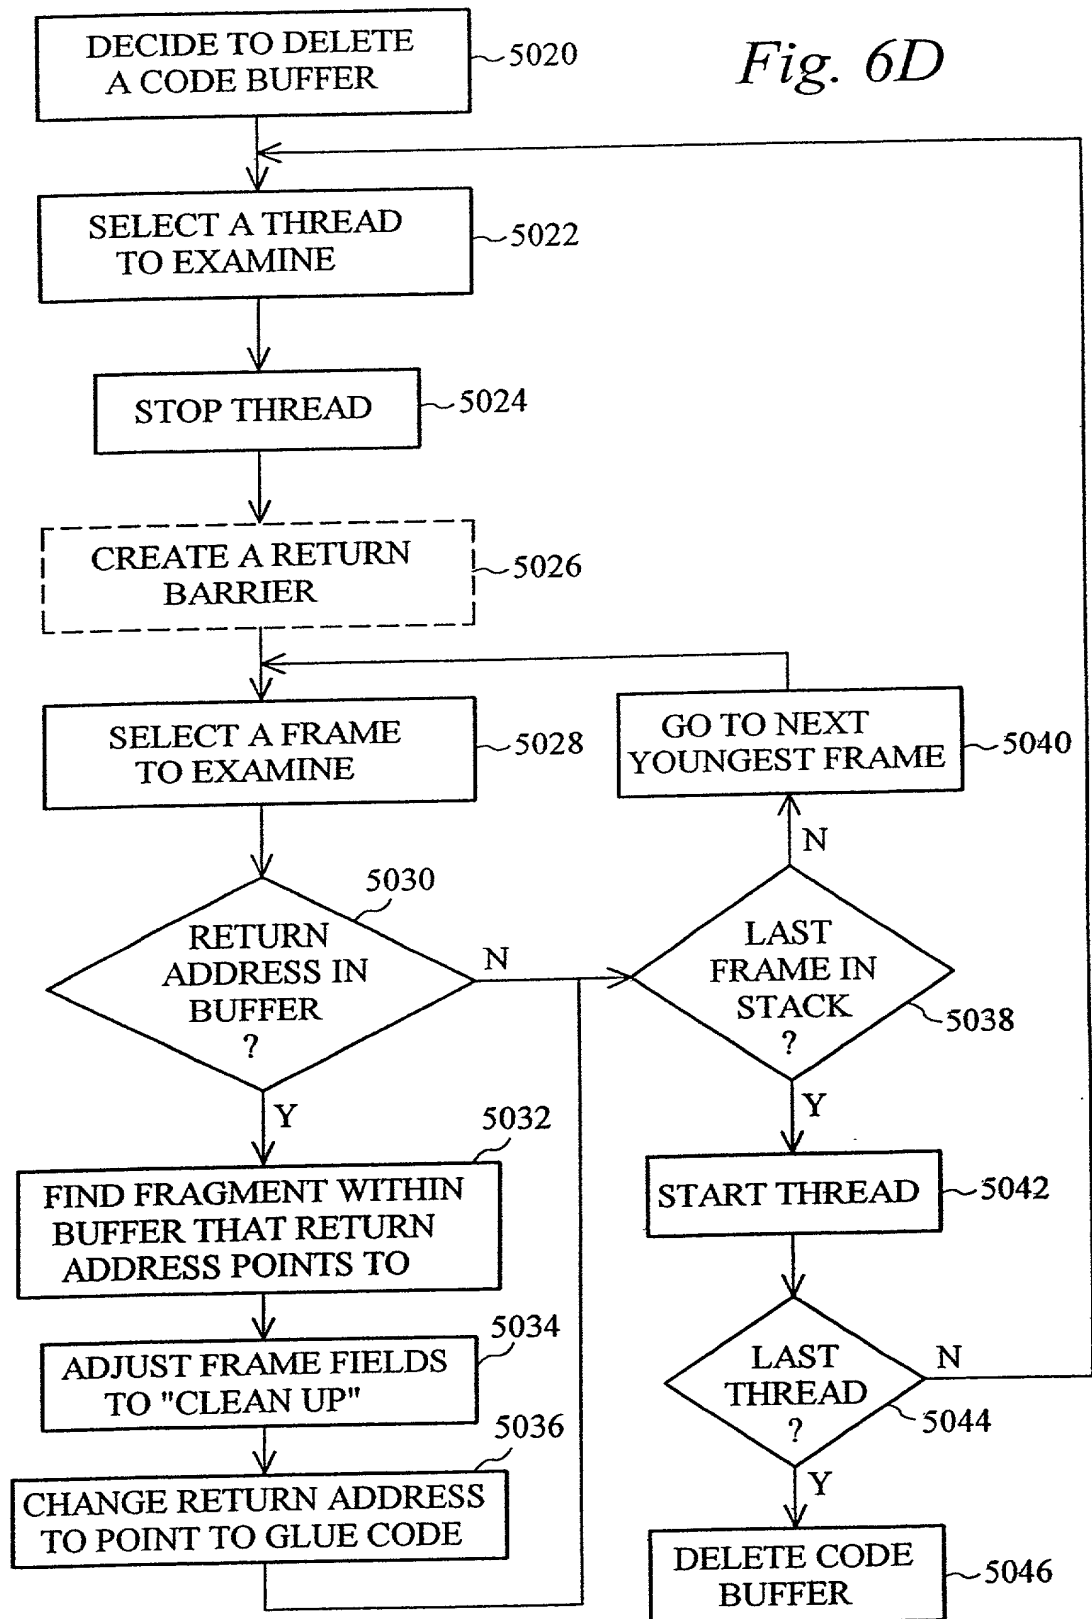 Fig. 6D
DECIDE TO DELETE
A CODE BUFFER
5020
SELECT A THREAD
TO EXAMINE
5022
STOP THREAD
5024
CREATE A RETURN
BARRIER
5026
SELECT A FRAME
TO EXAMINE
5028
GO TO NEXT
YOUNGEST FRAME
5040
N
5030
RETURN
ADDRESS IN
BUFFER
?
N
LAST
FRAME IN
STACK
?
5038
Y
Y
5032
FIND FRAGMENT WITHIN
BUFFER THAT RETURN
ADDRESS POINTS TO
START THREAD
5042
5034
ADJUST FRAME FIELDS
TO "CLEAN UP"
LAST
THREAD
?
N
5044
5036
CHANGE RETURN ADDRESS
TO POINT TO GLUE CODE
Y
DELETE CODE
BUFFER
5046